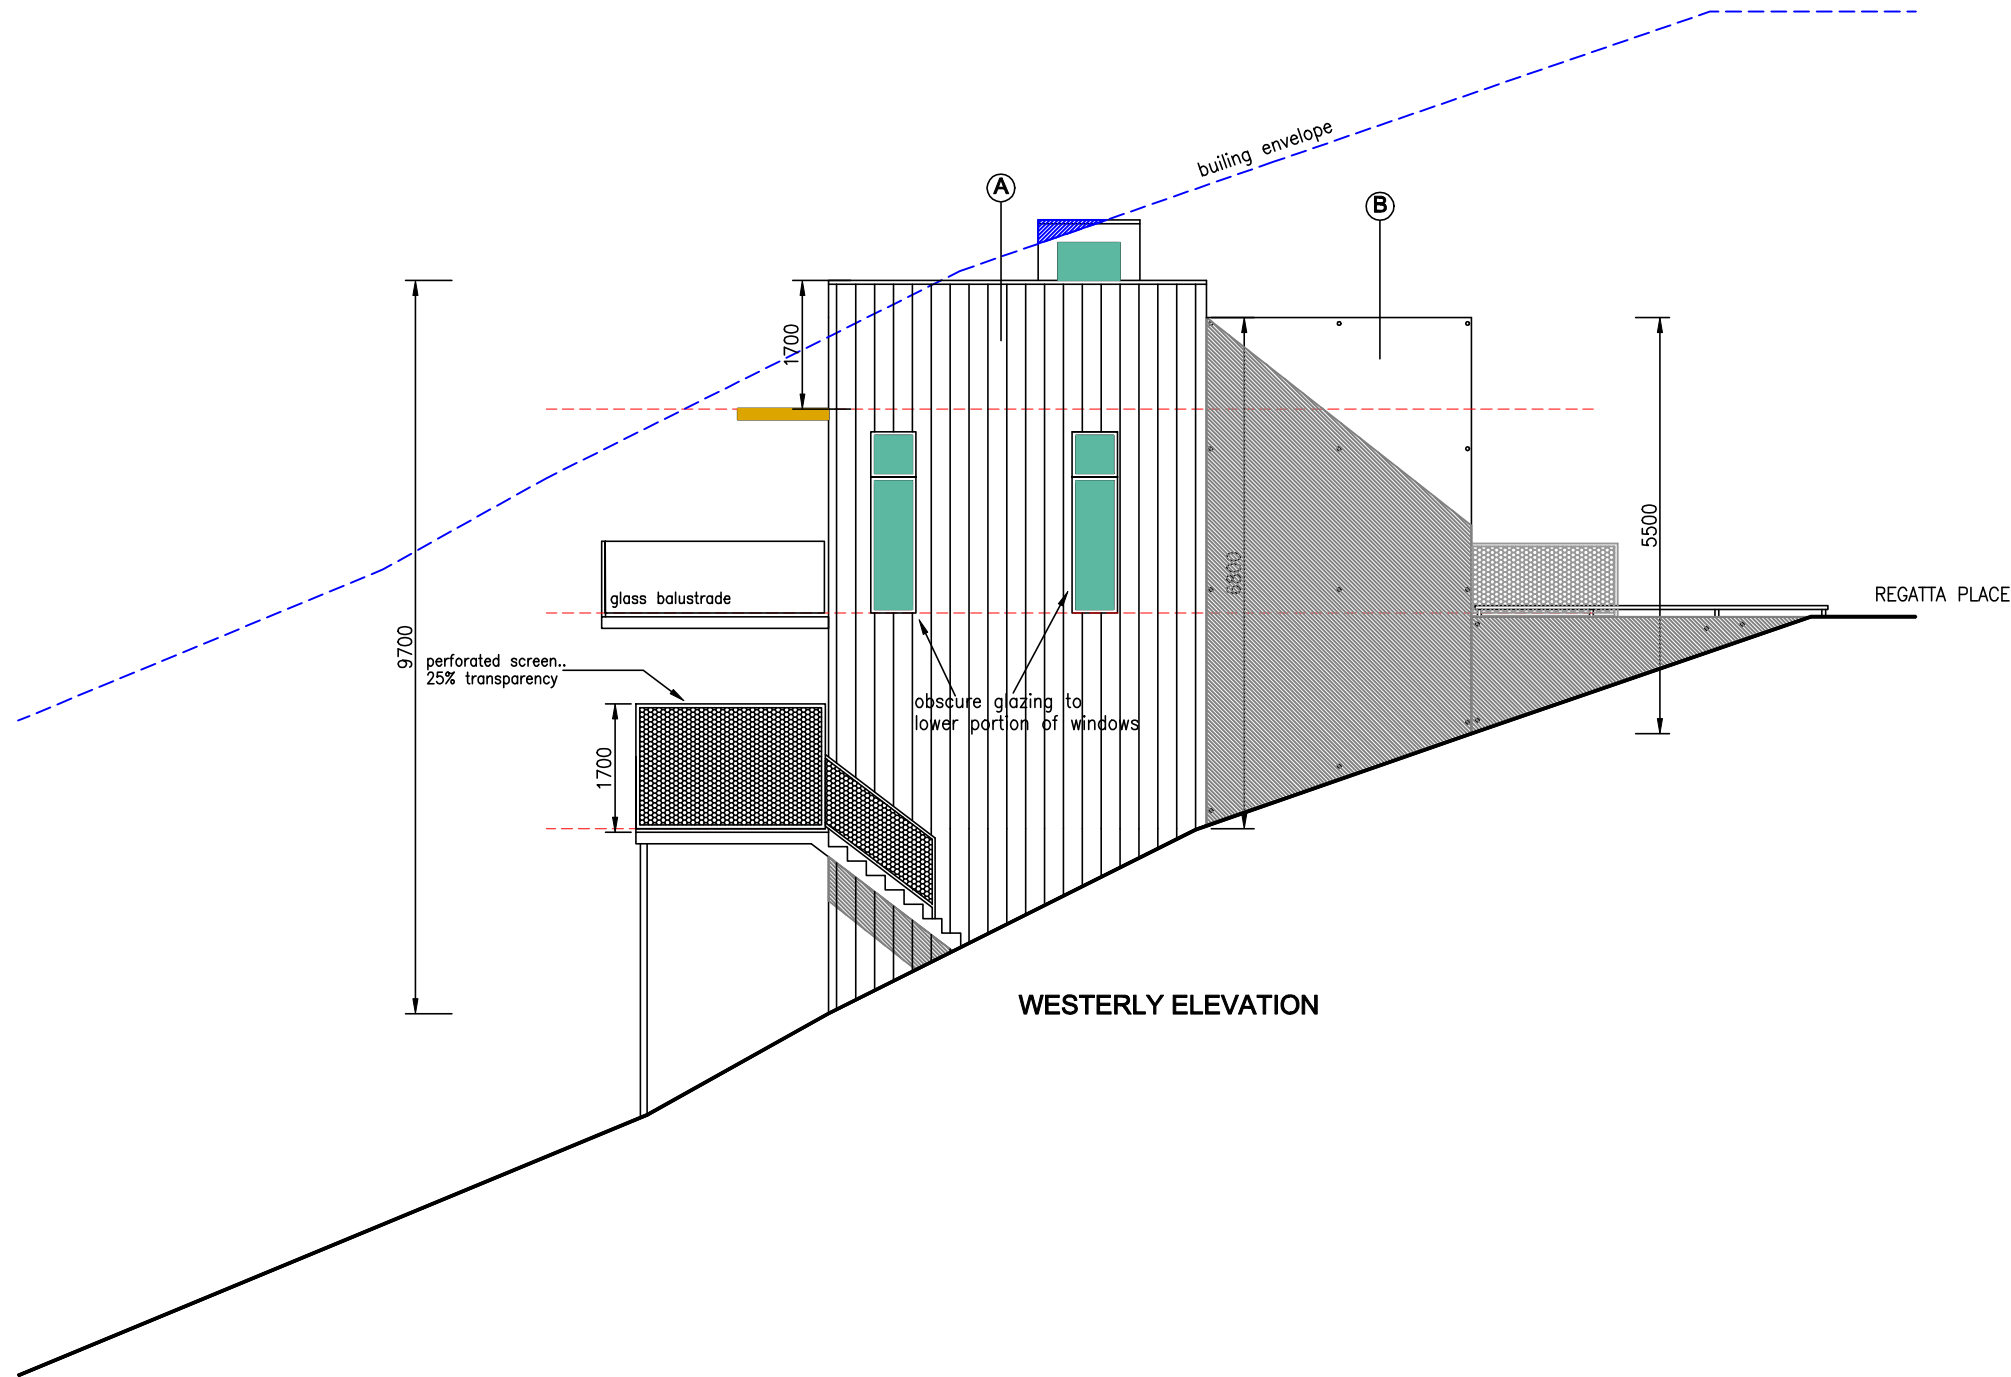 builing envelope
A
B
1700
5500
6800
glass balustrade
REGATTA PLACE
9700
perforated screen..
25% transparency
obscure glazing to
lower portion of windows
1700
WESTERLY ELEVATION